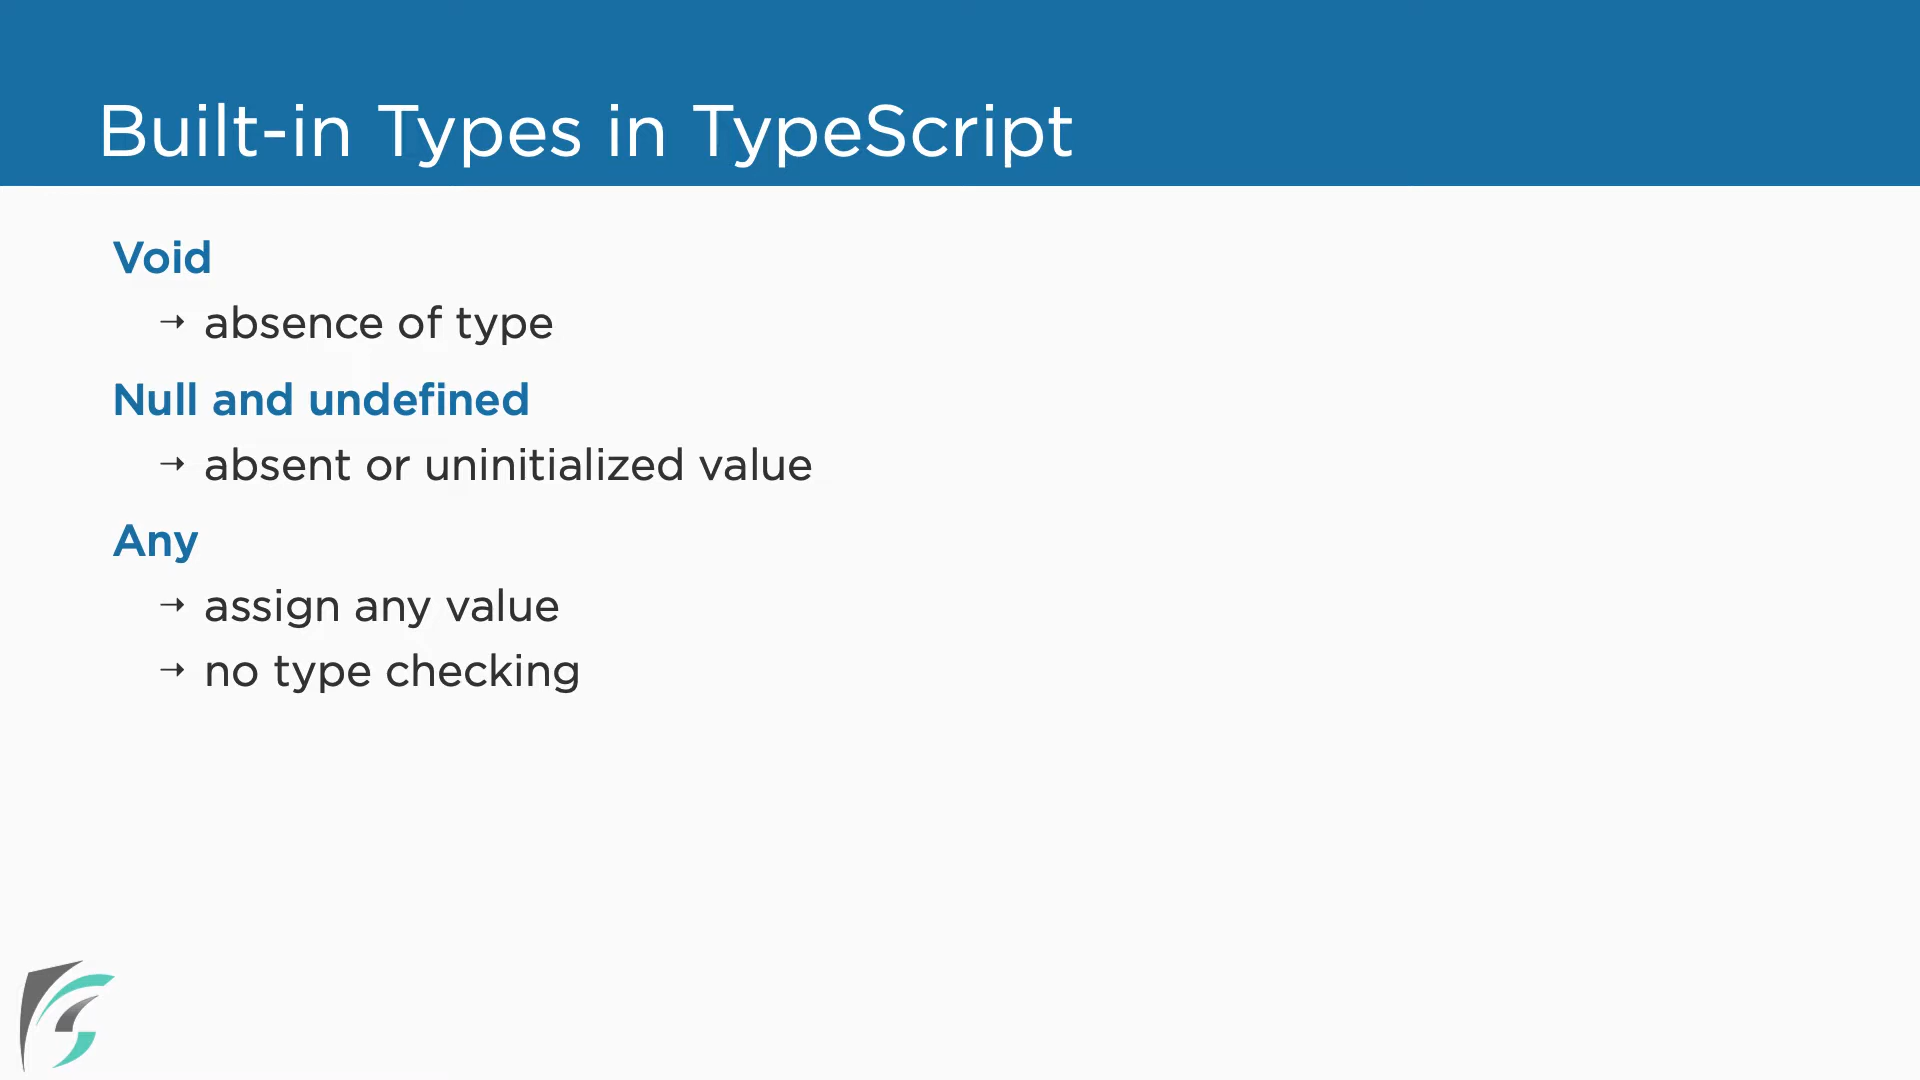 Built-in Types in TypeScript
Void
→ absence of type
Null and undefined
→ absent or uninitialized value
Any
→ assign any value
→ no type checking